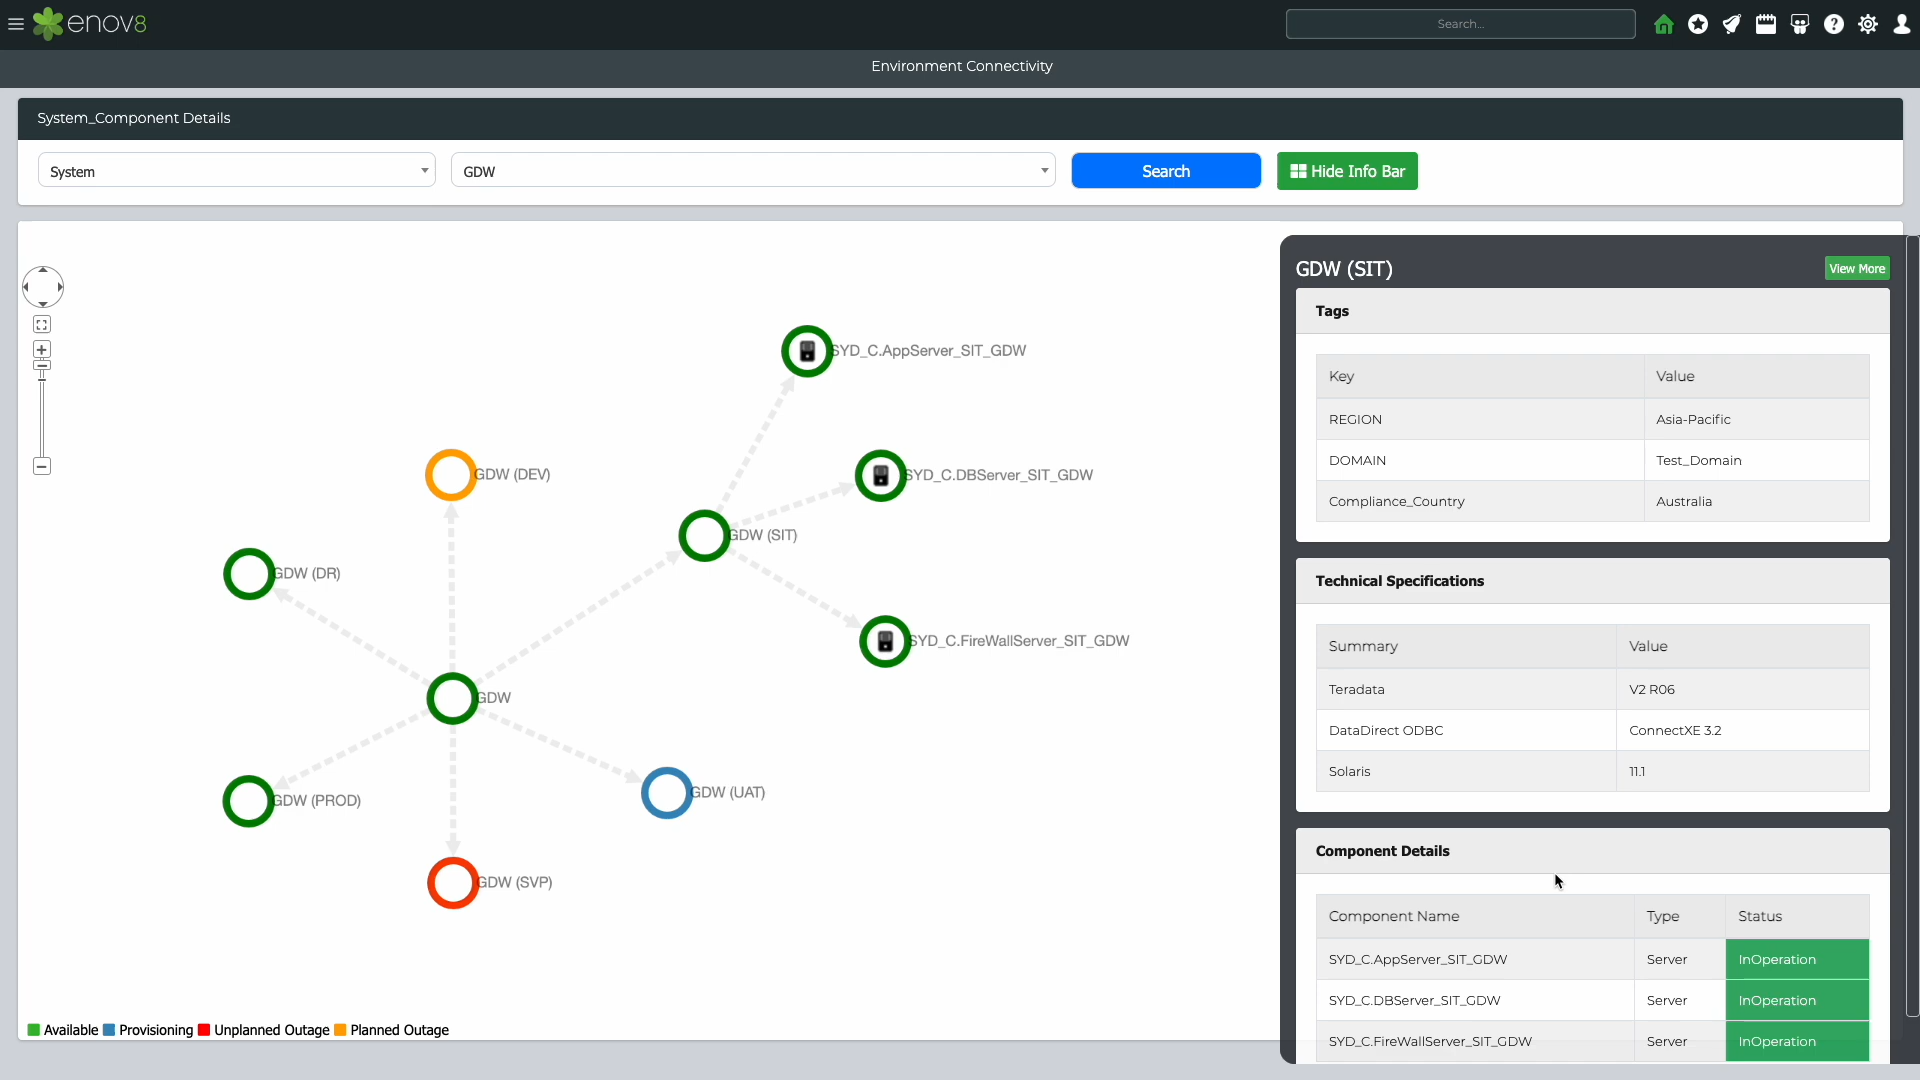 enov8
Search...
Environment Connectivity
System_Component Details
System
GDW
Search
Hide Info Bar
GDW (SIT)
View More
Tags
Key Value
REGION Asia-Pacific
DOMAIN Test_Domain
Compliance_Country Australia
Technical Specifications
Summary Value
Teradata V2 R06
DataDirect ODBC ConnectXE 3.2
Solaris 11.1
Component Details
Component Name Type Status
SYD_C.AppServer_SIT_GDW Server InOperation
SYD_C.DBServer_SIT_GDW Server InOperation
SYD_C.FireWallServer_SIT_GDW Server InOperation
SYD_C.AppServer_SIT_GDW
GDW (DEV)
SYD_C.DBServer_SIT_GDW
GDW (SIT)
GDW (DR)
SYD_C.FireWallServer_SIT_GDW
GDW
GDW (UAT)
GDW (PROD)
GDW (SVP)
Available Provisioning Unplanned Outage Planned Outage